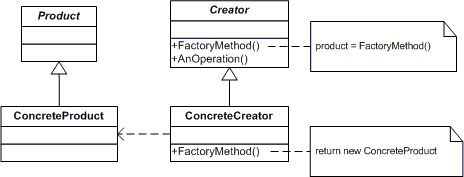 Product
Creator
+FactoryMethod()
+AnOperation()
product = FactoryMethod()
ConcreteProduct
ConcreteCreator
+FactoryMethod()
return new ConcreteProduct